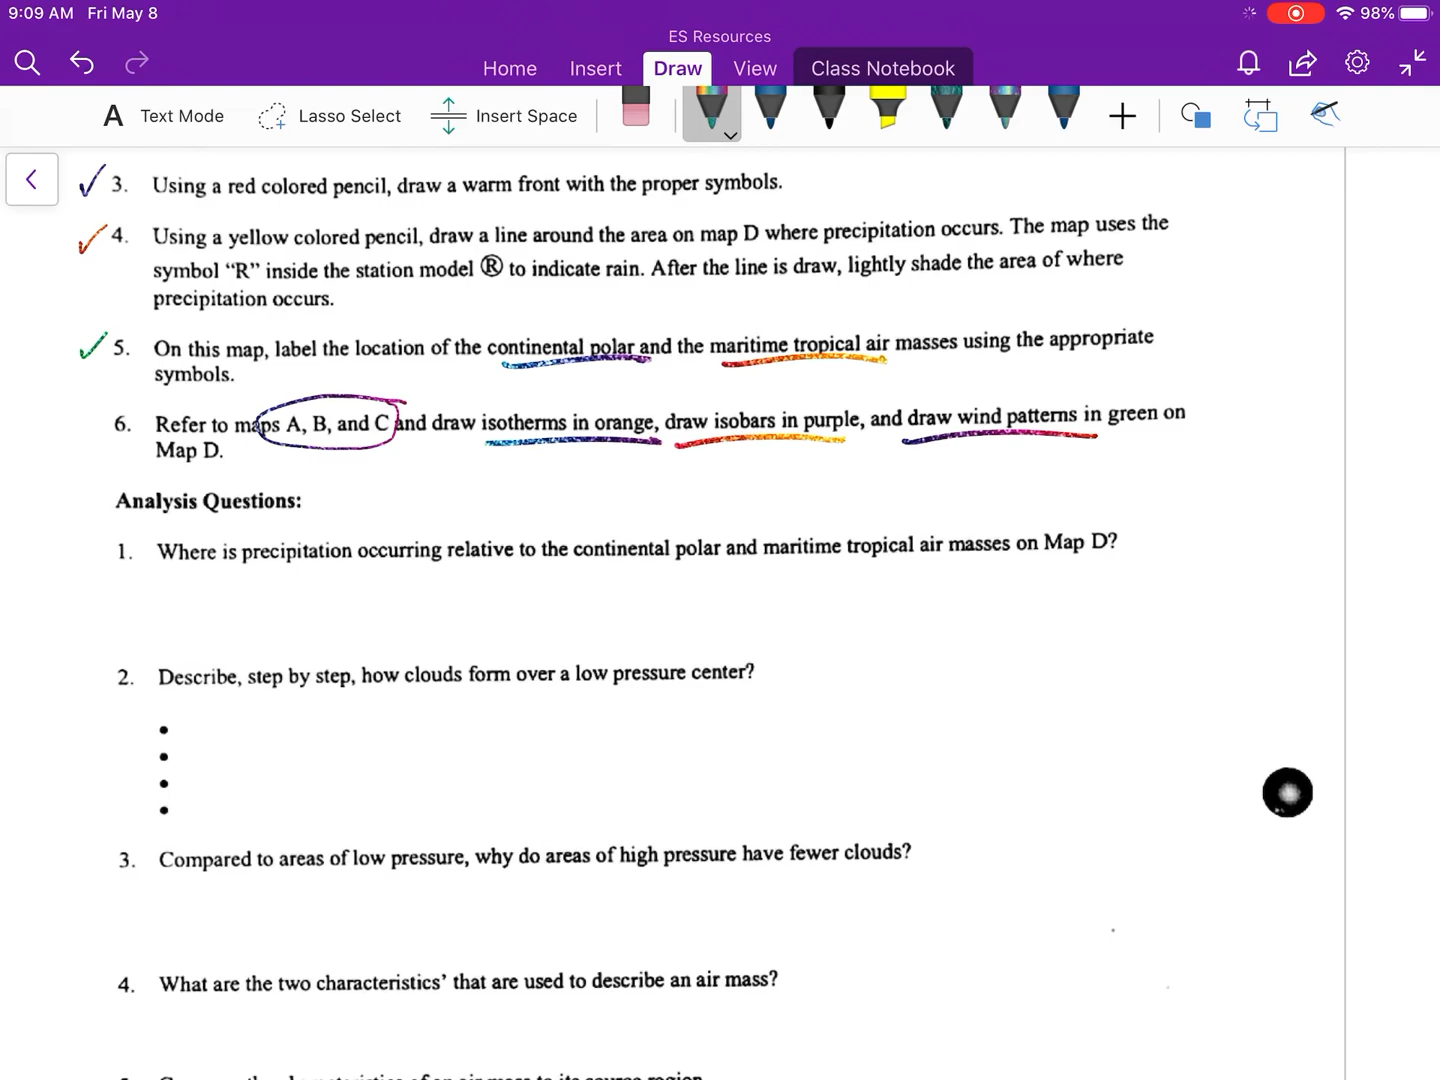 9:09 AM Fri May 8
98%
ES Resources
Home Insert Draw View Class Notebook
A Text Mode Lasso Select Insert Space
3. Using a red colored pencil, draw a warm front with the proper symbols.
4. Using a yellow colored pencil, draw a line around the area on map D where precipitation occurs. The map uses the
symbol “R” inside the station model Ⓡ to indicate rain. After the line is draw, lightly shade the area of where
precipitation occurs.
5. On this map, label the location of the continental polar and the maritime tropical air masses using the appropriate
symbols.
6. Refer to maps A, B, and C and draw isotherms in orange, draw isobars in purple, and draw wind patterns in green on
Map D.
Analysis Questions:
1. Where is precipitation occurring relative to the continental polar and maritime tropical air masses on Map D?
2. Describe, step by step, how clouds form over a low pressure center?
3. Compared to areas of low pressure, why do areas of high pressure have fewer clouds?
4. What are the two characteristics’ that are used to describe an air mass?
of an air mass to its source region